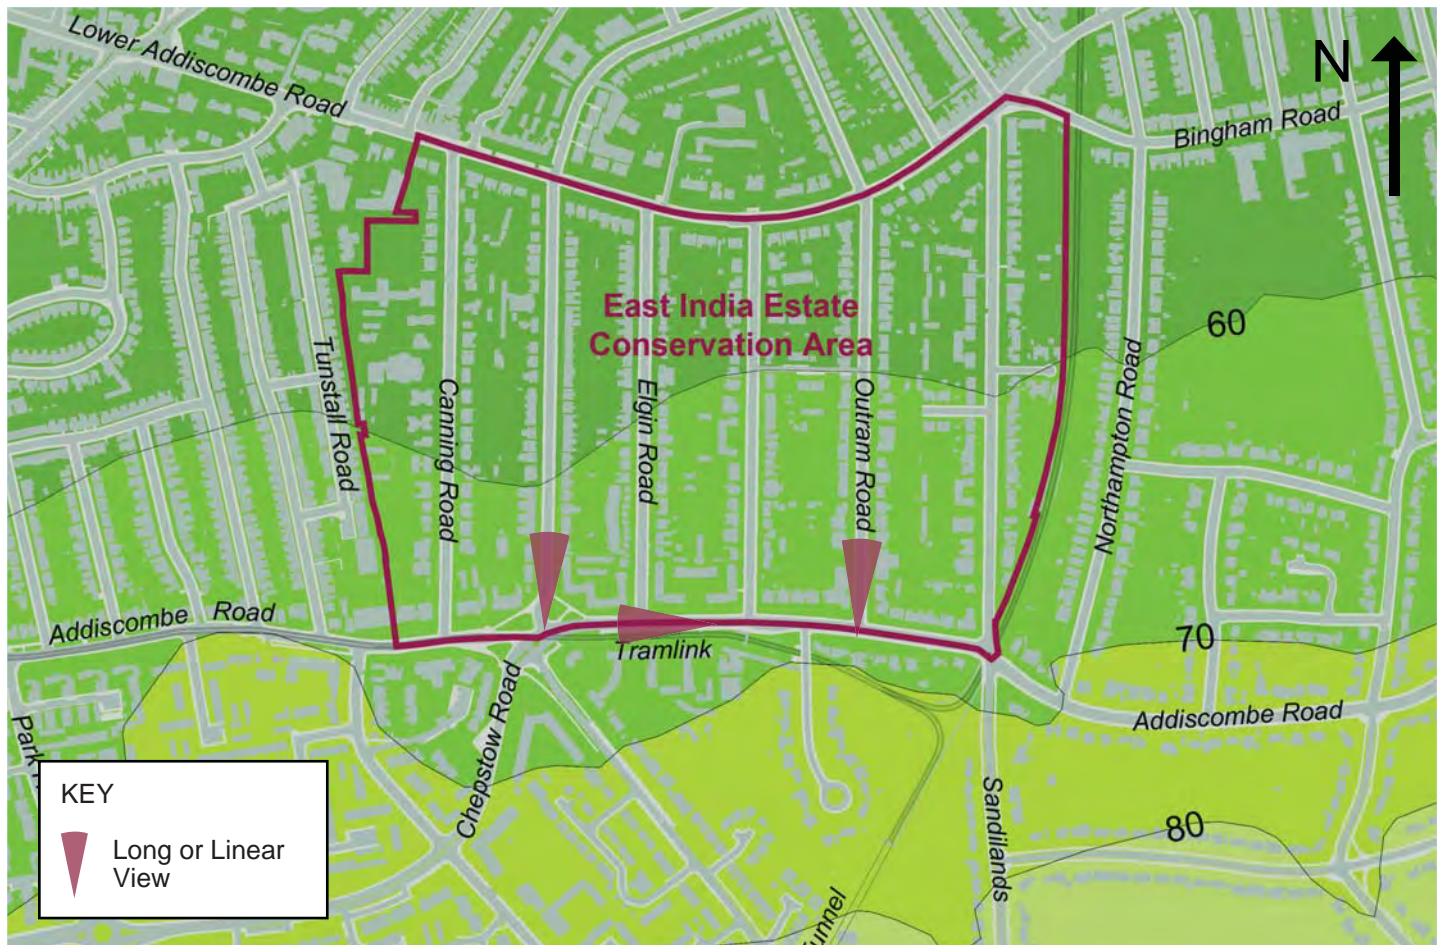 Lower Addiscombe Road
N
Bingham Road
East India Estate
Conservation Area
60
Tunstall Road
Canning Road
Elgin Road
Outram Road
Northampton Road
Addiscombe Road
Tramlink
70
Addiscombe Road
Chepstow Road
Park
Sandilands
80
KEY
Long or Linear
View